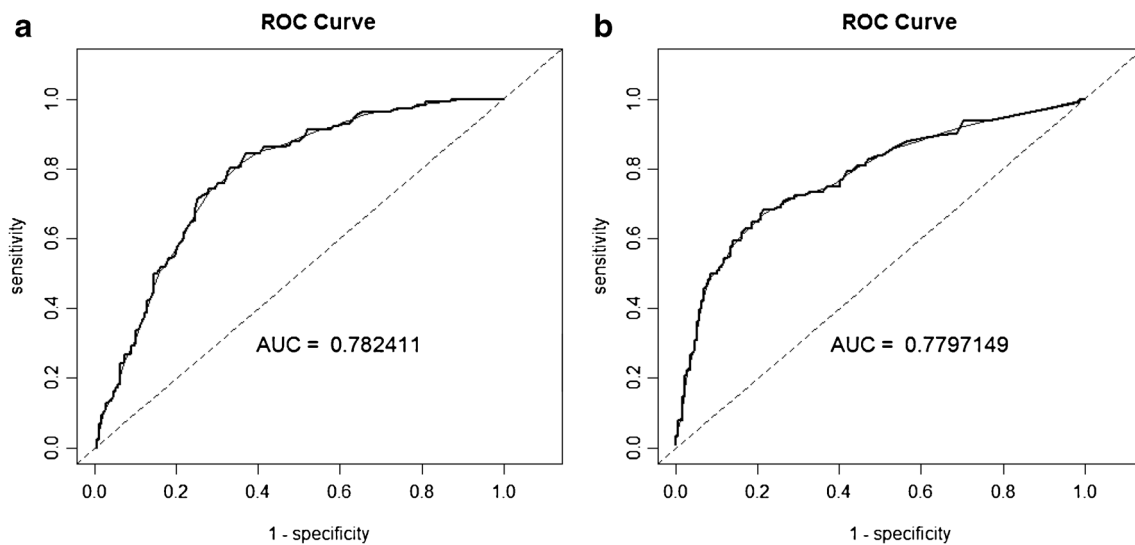 a
ROC Curve
1.0
0.8
0.6
0.4
0.2
0.0
sensitivity
AUC = 0.782411
0.0 0.2 0.4 0.6 0.8 1.0
1 - specificity
b
ROC Curve
1.0
0.8
0.6
0.4
0.2
0.0
sensitivity
AUC = 0.7797149
0.0 0.2 0.4 0.6 0.8 1.0
1 - specificity